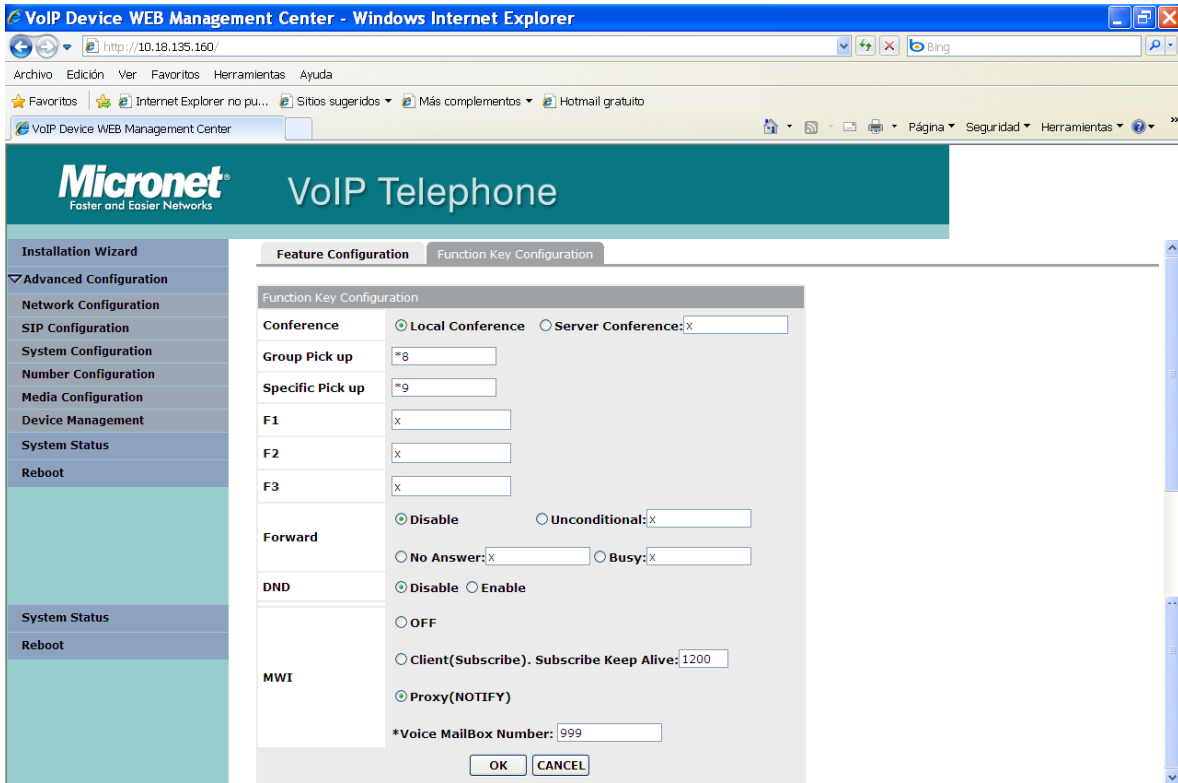 VoIP Device WEB Management Center - Windows Internet Explorer
http://10.18.135.160/
Bing
Archivo Edición Ver Favoritos Herramientas Ayuda
Favoritos Internet Explorer no pu... Sitios sugeridos Más complementos Hotmail gratuito
VoIP Device WEB Management Center
Página Seguridad Herramientas »
Micronet®
Faster and Easier Networks
VoIP Telephone
Installation Wizard
Advanced Configuration
Network Configuration
SIP Configuration
System Configuration
Number Configuration
Media Configuration
Device Management
System Status
Reboot
System Status
Reboot
Feature Configuration Function Key Configuration
Function Key Configuration
Conference Local Conference Server Conference: x
Group Pick up *8
Specific Pick up *9
F1 x
F2 x
F3 x
Forward
Disable Unconditional: x
No Answer: x Busy: x
DND Disable Enable
MWI
OFF
Client(Subscribe). Subscribe Keep Alive: 1200
Proxy(NOTIFY)
*Voice MailBox Number: 999
OK CANCEL